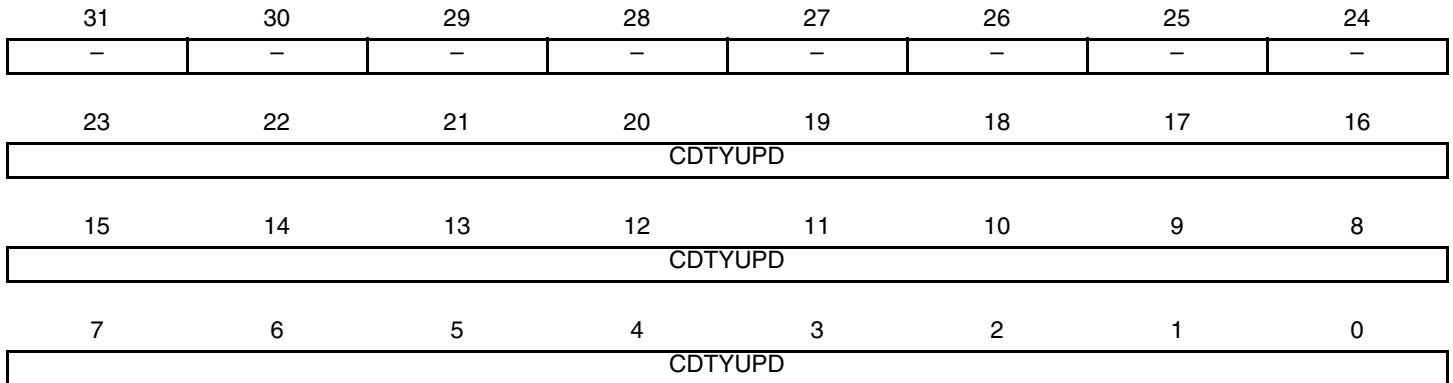 31 30 29 28 27 26 25 24
– – – – – – – –
23 22 21 20 19 18 17 16
CDTYUPD
15 14 13 12 11 10 9 8
CDTYUPD
7 6 5 4 3 2 1 0
CDTYUPD